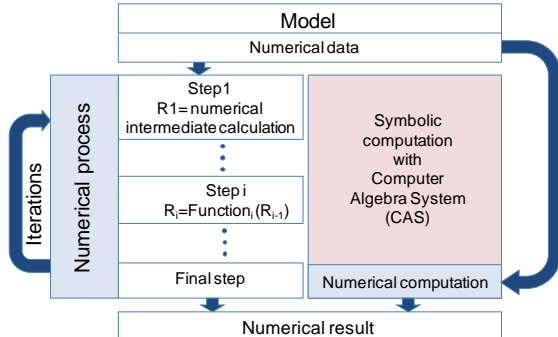 Model
Numerical data
Iterations
Numerical process
Step1
R1=numerical
intermediate calculation
Step i
Rᵢ=Functionᵢ(Rᵢ₋₁)
Final step
Symbolic
computation
with
Computer
Algebra System
(CAS)
Numerical computation
Numerical result